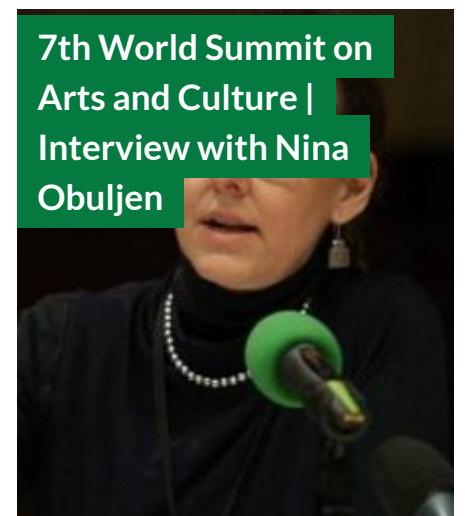 7th World Summit on
Arts and Culture |
Interview with Nina
Obuljen